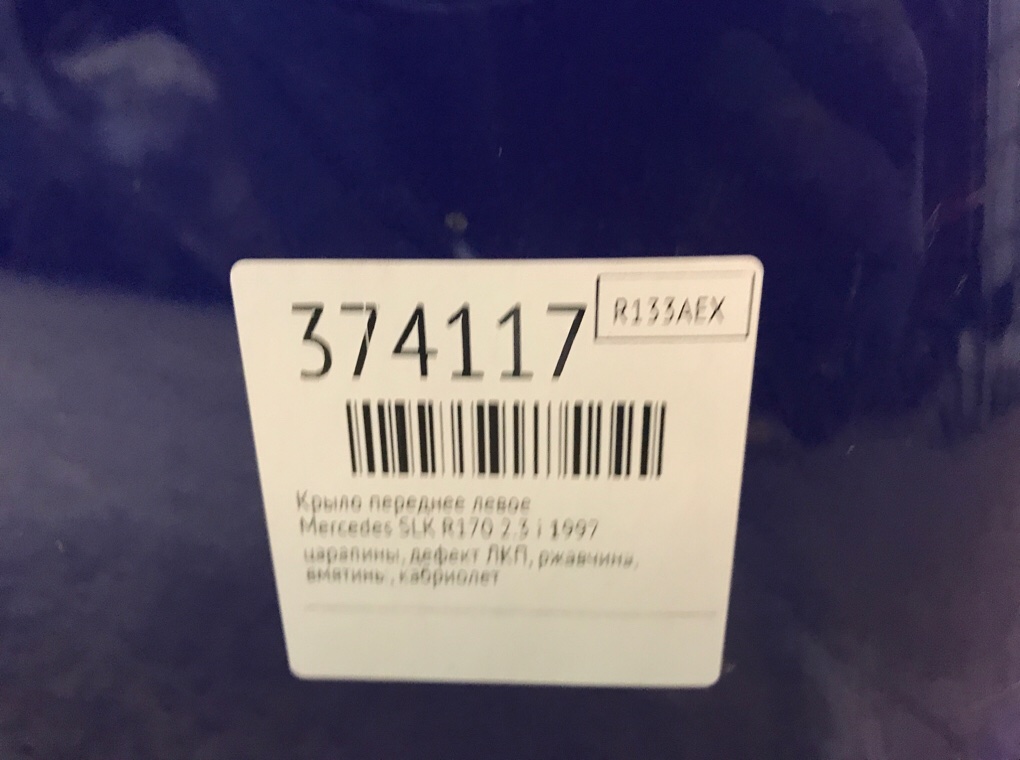 374117
R133AEX
Крыло переднее левое
Mercedes SLK R170 2.3 i 1997
царапины, дефект ЛКП, ржавчина,
вмятины, кабриолет